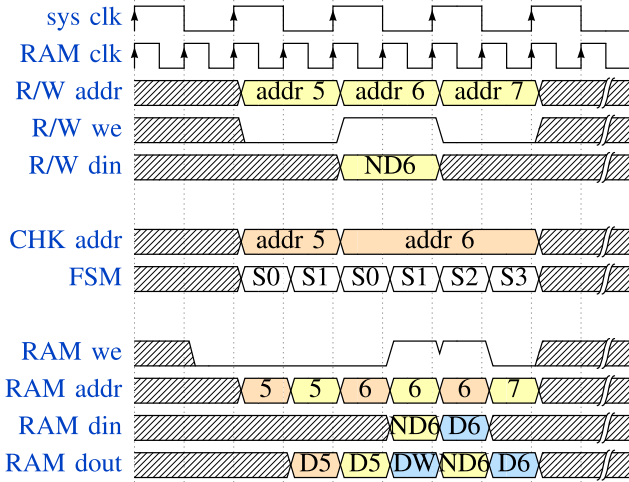 sys clk
RAM clk
R/W addr addr 5 addr 6 addr 7
R/W we
R/W din ND6
CHK addr addr 5 addr 6
FSM S0 S1 S0 S1 S2 S3
RAM we
RAM addr 5 5 6 6 6 7
RAM din ND6 D6
RAM dout D5 D5 DW ND6 D6